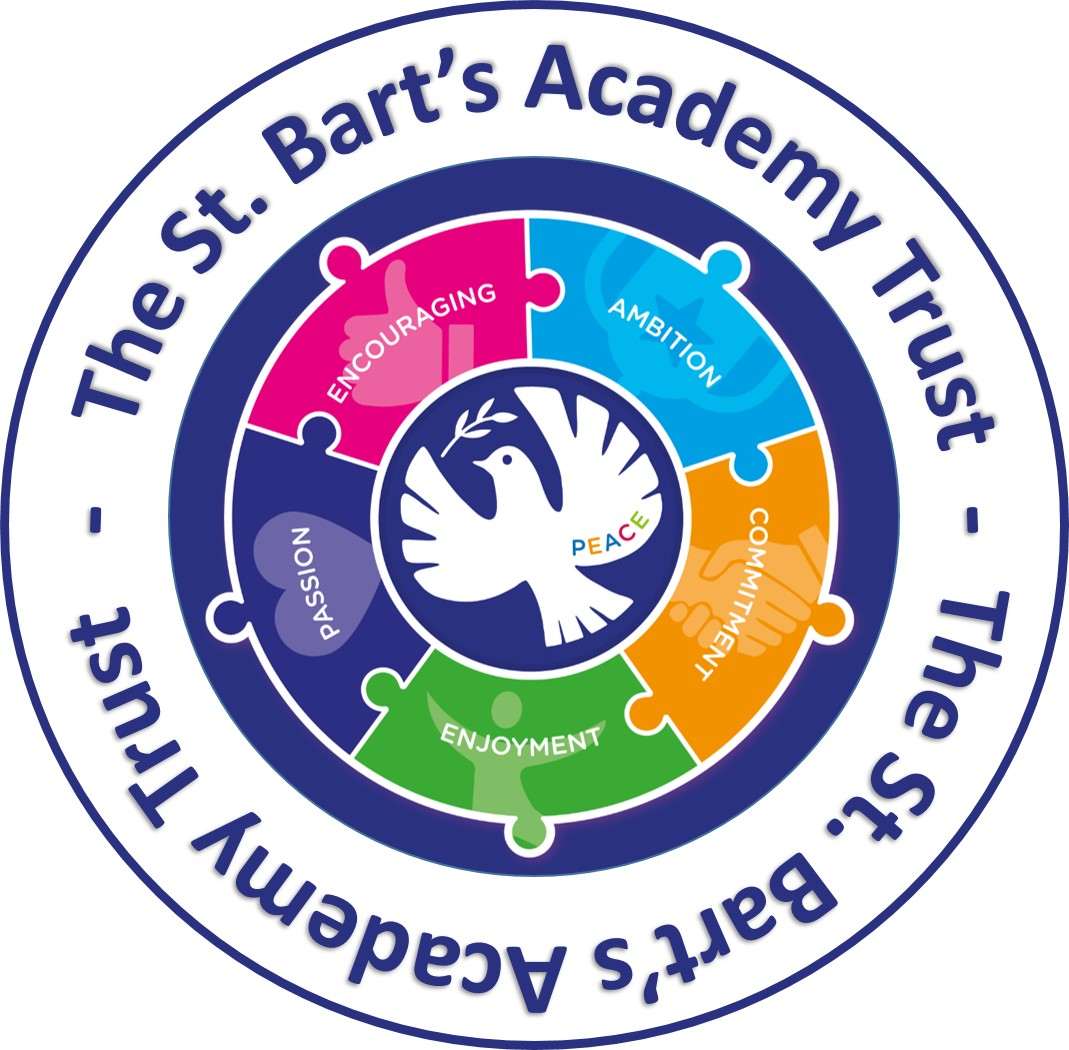 The St. Bart's Academy Trust - The St. Bart's Academy Trust -
ENCOURAGING
AMBITION
COMMITMENT
ENJOYMENT
PASSION
PEACE